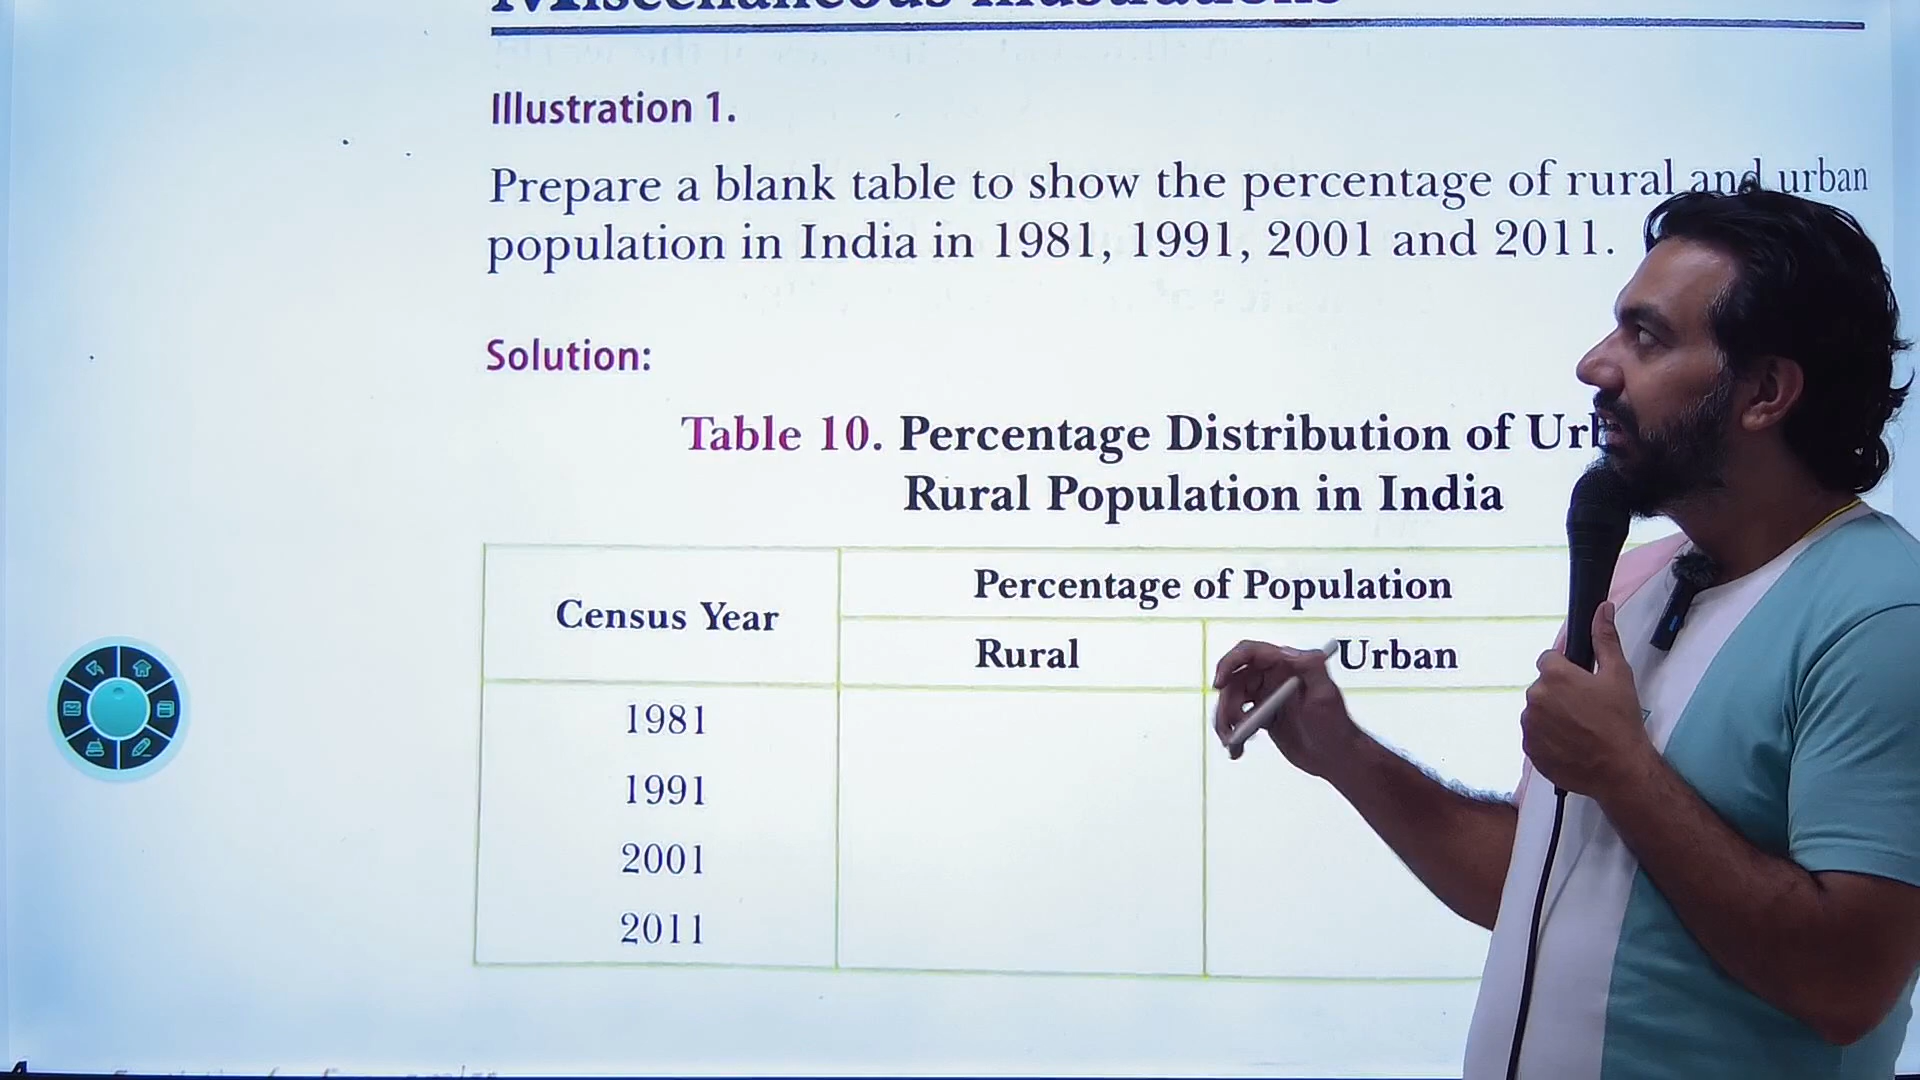 Miscellaneous Illustrations
Illustration 1.
Prepare a blank table to show the percentage of rural and urban
population in India in 1981, 1991, 2001 and 2011.
Solution:
Table 10. Percentage Distribution of
Rural Population in India
Census Year
Percentage of Population
Rural
Urban
1981
1991
2001
2011